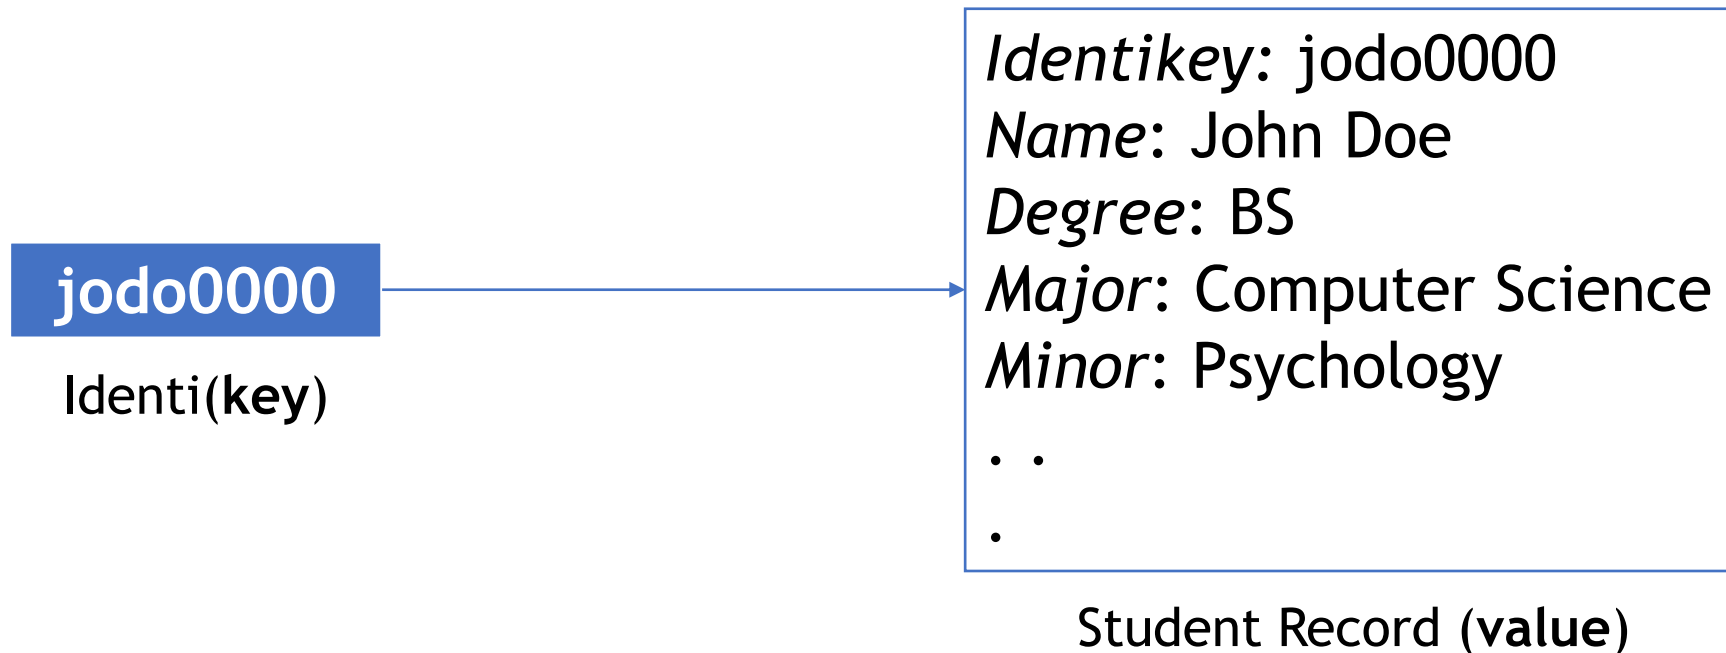 jodo0000
Identi(key)
Identikey: jodo0000
Name: John Doe
Degree: BS
Major: Computer Science
Minor: Psychology
. .
.
Student Record (value)